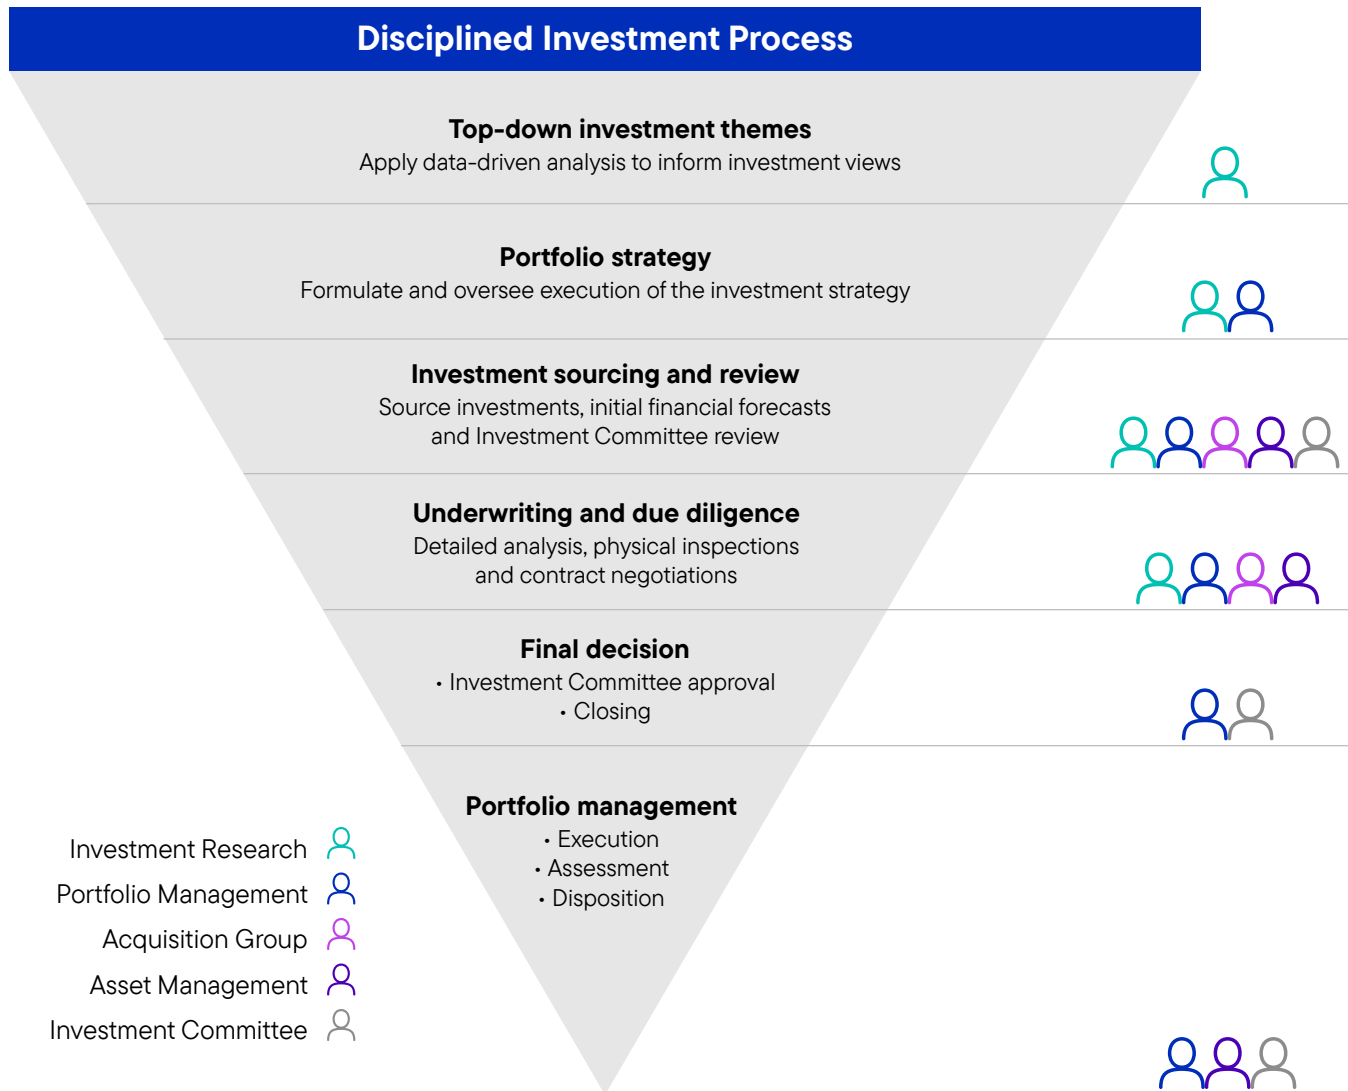 Disciplined Investment Process
Top-down investment themes
Apply data-driven analysis to inform investment views
Portfolio strategy
Formulate and oversee execution of the investment strategy
Investment sourcing and review
Source investments, initial financial forecasts
and Investment Committee review
Underwriting and due diligence
Detailed analysis, physical inspections
and contract negotiations
Final decision
• Investment Committee approval
• Closing
Portfolio management
• Execution
• Assessment
• Disposition
Investment Research
Portfolio Management
Acquisition Group
Asset Management
Investment Committee